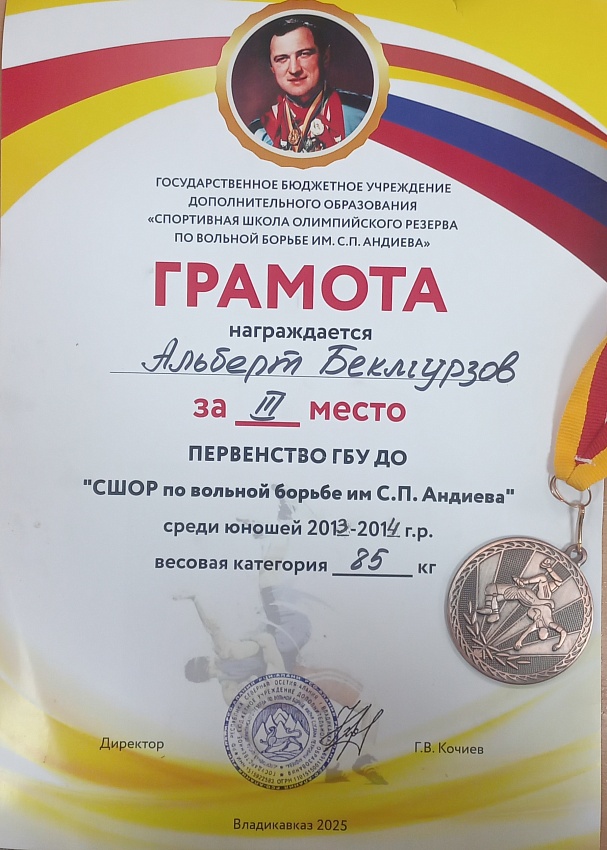 ГОСУДАРСТВЕННОЕ БЮДЖЕТНОЕ УЧРЕЖДЕНИЕ
ДОПОЛНИТЕЛЬНОГО ОБРАЗОВАНИЯ
«СПОРТИВНАЯ ШКОЛА ОЛИМПИЙСКОГО РЕЗЕРВА
ПО ВОЛЬНОЙ БОРЬБЕ ИМ. С.П. АНДИЕВА»
ГРАМОТА
награждается
Альберт Бекмурзов
за III место
ПЕРВЕНСТВО ГБУ ДО
"СШОР по вольной борьбе им С.П. Андиева"
среди юношей 2013-2014 г.р.
весовая категория 85 кг
Директор
Г.В. Кочиев
Владикавказ 2025